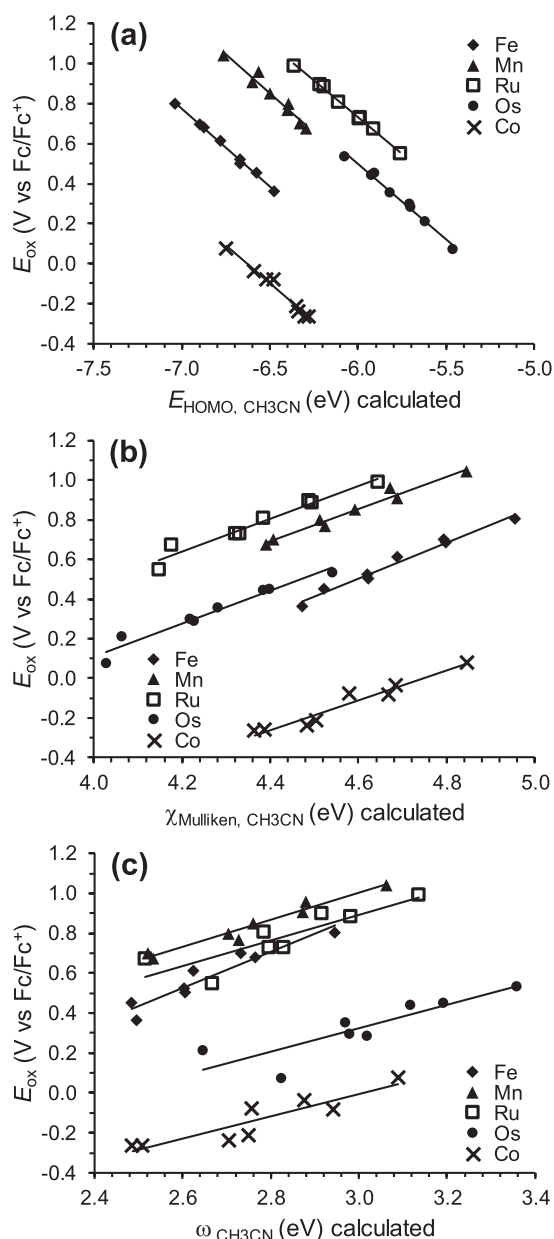 (a)
Fe
Mn
Ru
Os
Co
1.2
1.0
0.8
0.6
0.4
0.2
0.0
-0.2
-0.4
Eox (V vs Fc/Fc+)
-7.5 -7.0 -6.5 -6.0 -5.5 -5.0
EHOMO, CH3CN (eV) calculated
(b)
1.2
1.0
0.8
0.6
0.4
0.2
0.0
-0.2
-0.4
Eox (V vs Fc/Fc+)
Fe
Mn
Ru
Os
Co
4.0 4.2 4.4 4.6 4.8 5.0
χMulliken, CH3CN (eV) calculated
(c)
1.2
1.0
0.8
0.6
0.4
0.2
0.0
-0.2
-0.4
Eox (V vs Fc/Fc+)
Fe
Mn
Ru
Os
Co
2.4 2.6 2.8 3.0 3.2 3.4
ω CH3CN (eV) calculated